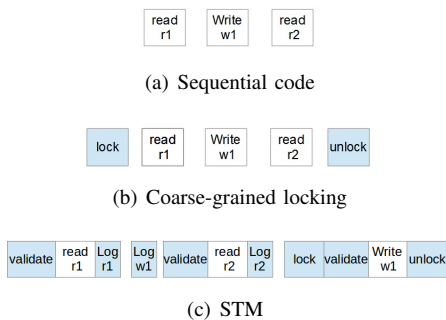 read Write read
r1 w1 r2
(a) Sequential code
lock read Write read unlock
r1 w1 r2
(b) Coarse-grained locking
validate read Log Log validate read Log lock validate Write unlock
r1 r1 w1 r2 r2 w1
(c) STM